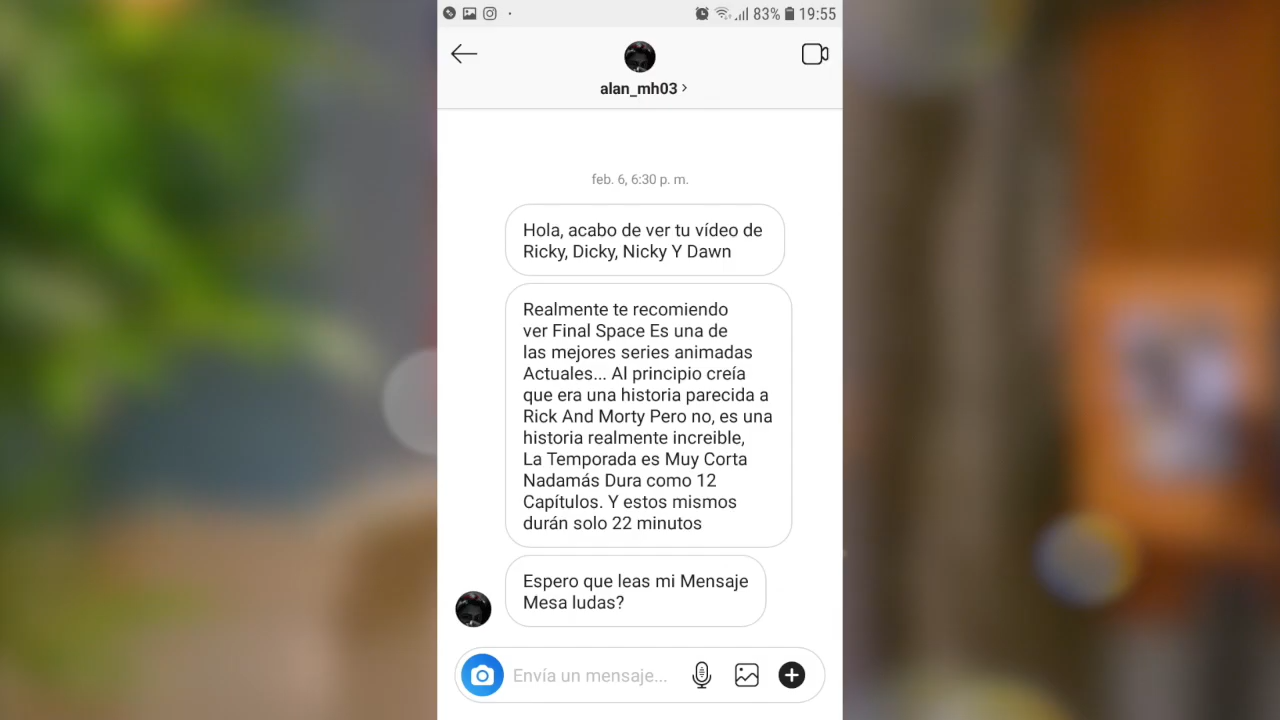 83% 19:55
alan_mh03
feb. 6, 6:30 p. m.
Hola, acabo de ver tu vídeo de
Ricky, Dicky, Nicky Y Dawn
Realmente te recomiendo
ver Final Space Es una de
las mejores series animadas
Actuales... Al principio creía
que era una historia parecida a
Rick And Morty Pero no, es una
historia realmente increible,
La Temporada es Muy Corta
Nadamás Dura como 12
Capítulos. Y estos mismos
durán solo 22 minutos
Espero que leas mi Mensaje
Mesa ludas?
Envía un mensaje...